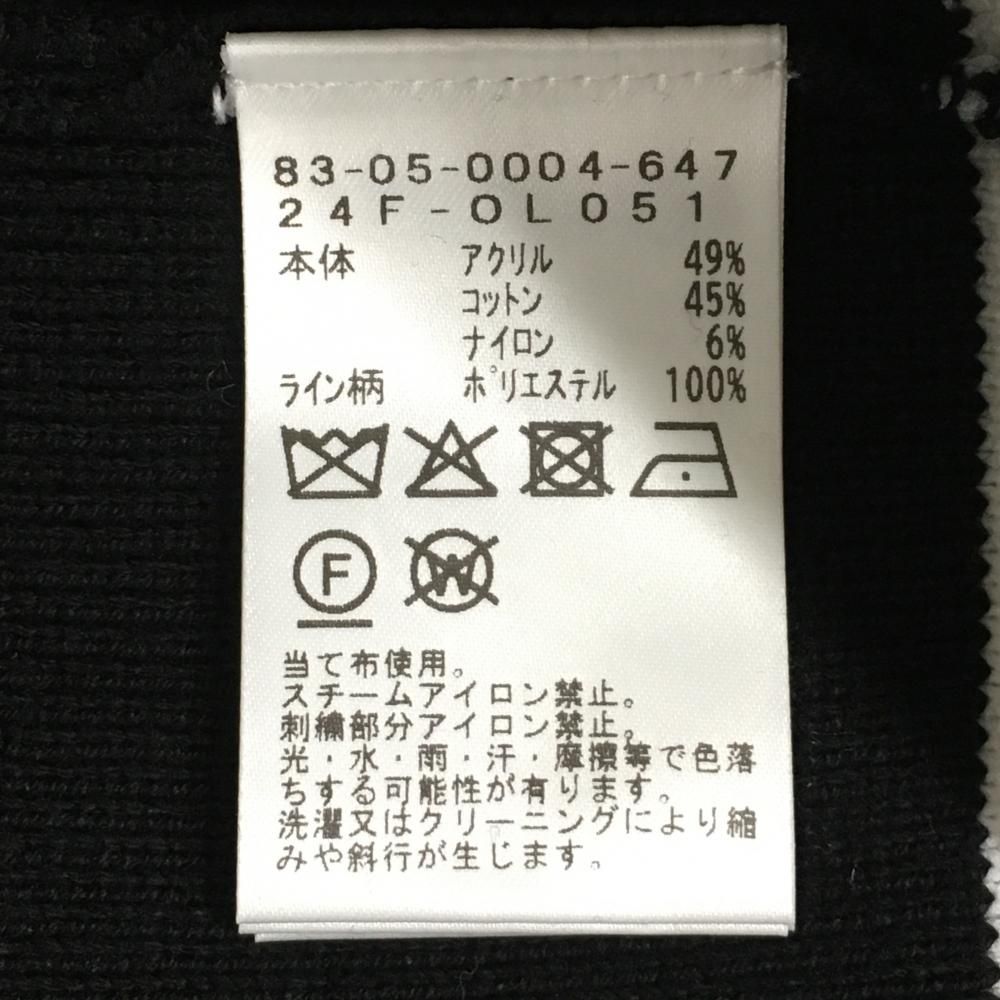 83-05-0004-647
24F-OL051
本体 アクリル 49%
コットン 45%
ナイロン 6%
ライン柄 ポリエステル 100%
F W
当て布使用。
スチームアイロン禁止。
刺繍部分アイロン禁止。
光・水・雨・汗・摩擦等で色落
ちする可能性が有ります。
洗濯又はクリーニングにより縮
みや斜行が生じます。